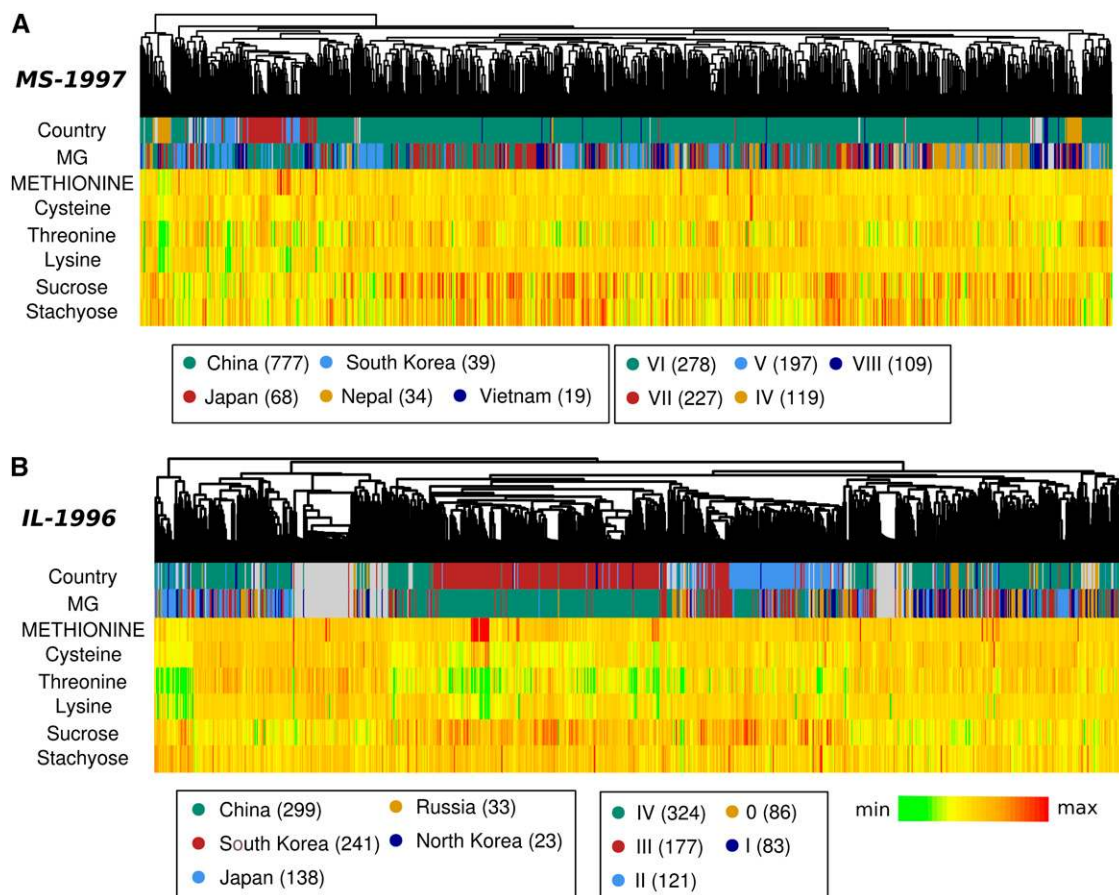 A
MS-1997
Country
MG
METHIONINE
Cysteine
Threonine
Lysine
Sucrose
Stachyose
China (777) South Korea (39)
Japan (68) Nepal (34) Vietnam (19)
VI (278) V (197) VIII (109)
VII (227) IV (119)
B
IL-1996
Country
MG
METHIONINE
Cysteine
Threonine
Lysine
Sucrose
Stachyose
China (299) Russia (33)
South Korea (241) North Korea (23)
Japan (138)
IV (324) 0 (86)
III (177) I (83)
II (121)
min max